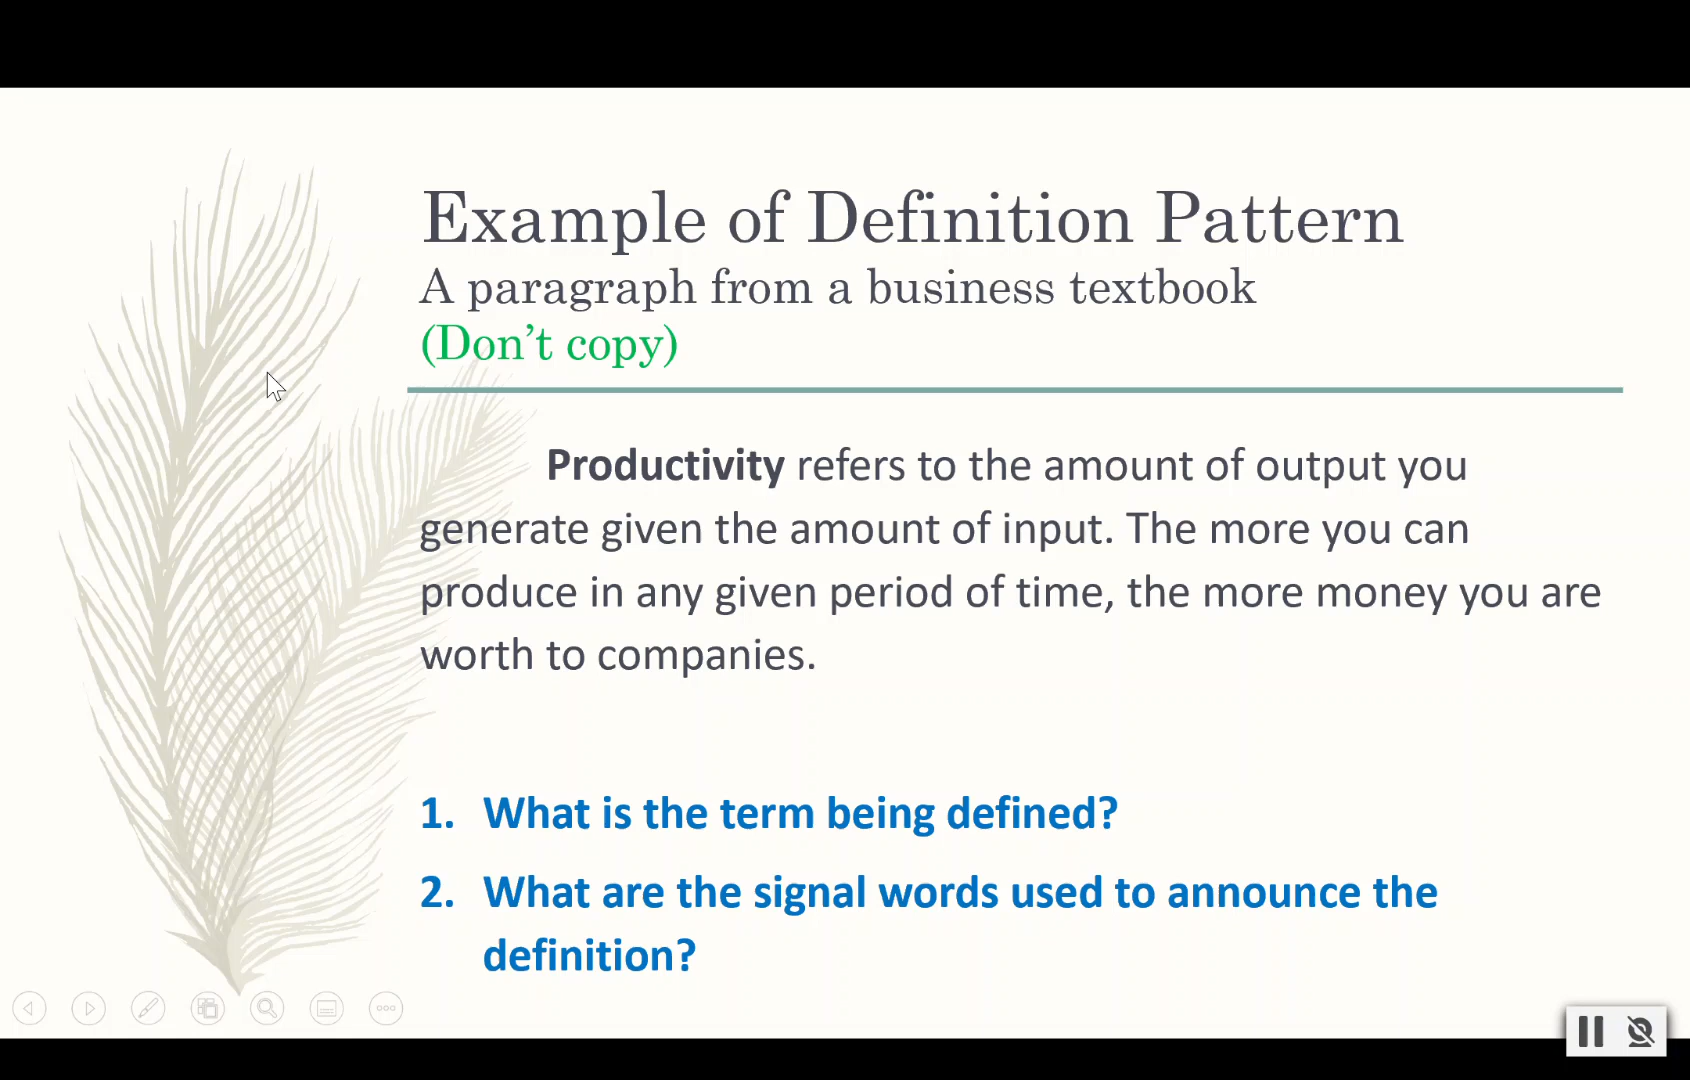 Example of Definition Pattern
A paragraph from a business textbook
(Don’t copy)
Productivity refers to the amount of output you
generate given the amount of input. The more you can
produce in any given period of time, the more money you are
worth to companies.
1. What is the term being defined?
2. What are the signal words used to announce the
definition?